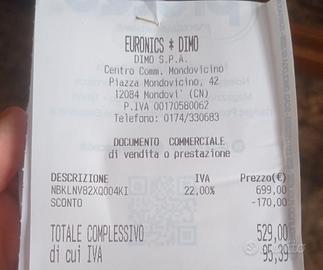 EURONICS * DIMO
DIMO S.P.A.
Centro Comm. Mondovicino
Piazza Mondovicino, 42
12084 Mondovi' (CN)
P.IVA 00170580062
Telefono: 0174/330683
DOCUMENTO COMMERCIALE
di vendita o prestazione
DESCRIZIONE IVA Prezzo(€)
NBKLNV82XQ004KI 22,00% 699,00
SCONTO -170,00
TOTALE COMPLESSIVO 529,00
di cui IVA 95,39
subito